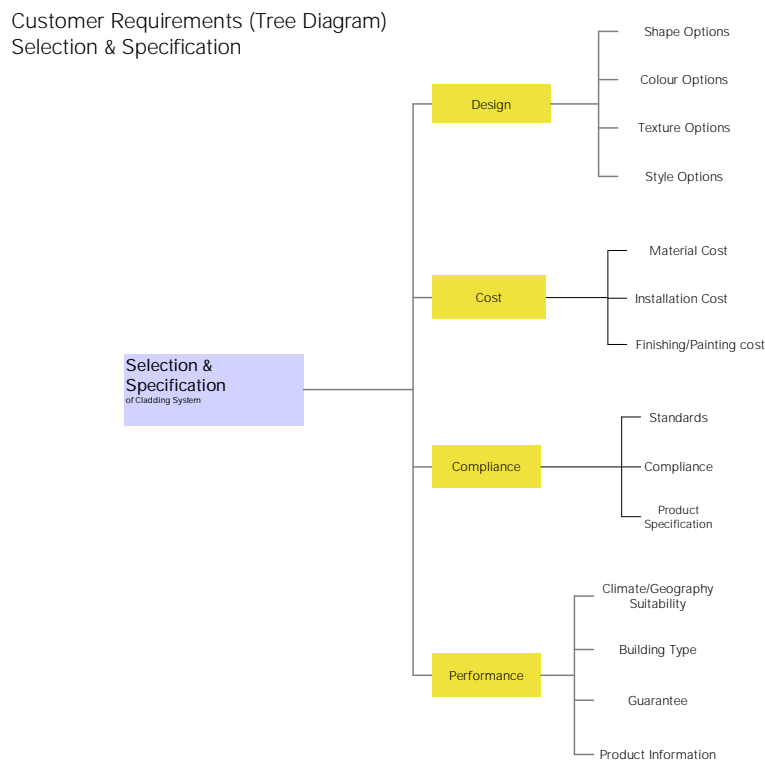 Customer Requirements (Tree Diagram)
Selection & Specification
Selection &
Specification
of Cladding System
Design
Shape Options
Colour Options
Texture Options
Style Options
Cost
Material Cost
Installation Cost
Finishing/Painting cost
Compliance
Standards
Compliance
Product
Specification
Performance
Climate/Geography
Suitability
Building Type
Guarantee
Product Information